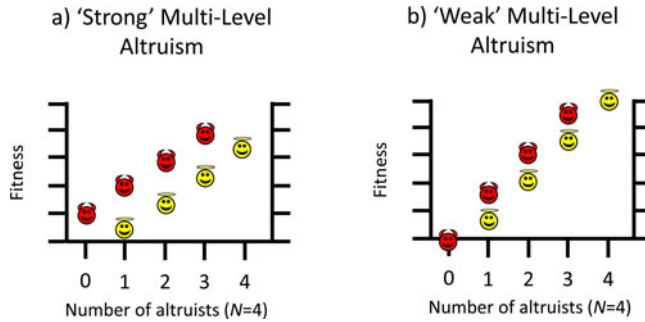 a) ‘Strong’ Multi-Level
Altruism
Fitness
0 1 2 3 4
Number of altruists (N=4)
b) ‘Weak’ Multi-Level
Altruism
Fitness
0 1 2 3 4
Number of altruists (N=4)